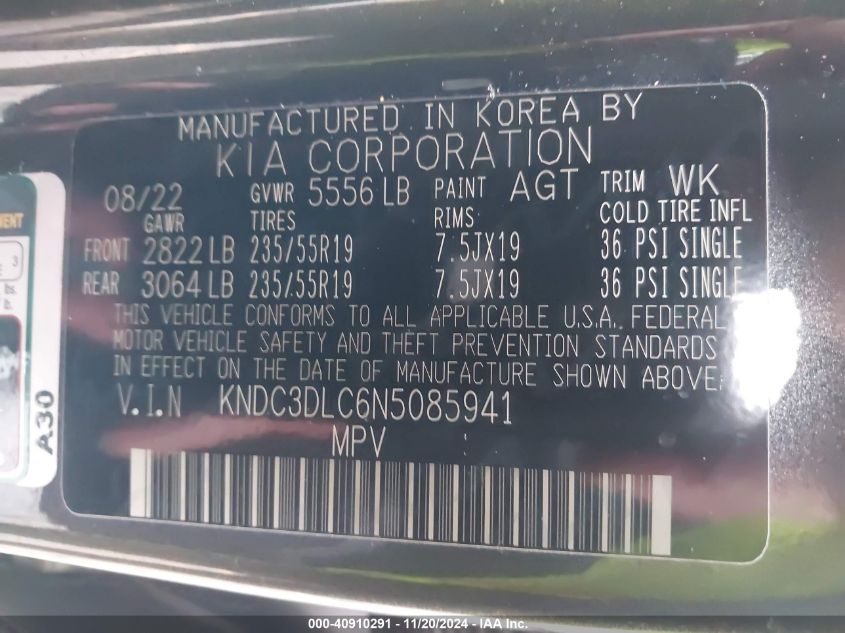 MANUFACTURED IN KOREA BY
KIA CORPORATION
08/22 GVWR 5556 LB PAINT AGT TRIM WK
GAWR TIRES RIMS COLD TIRE INFL
FRONT 2822 LB 235/55R19 7.5JX19 36 PSI SINGLE
REAR 3064 LB 235/55R19 7.5JX19 36 PSI SINGLE
THIS VEHICLE CONFORMS TO ALL APPLICABLE U.S.A. FEDERAL
MOTOR VEHICLE SAFETY AND THEFT PREVENTION STANDARDS
IN EFFECT ON THE DATE OF MANUFACTURE SHOWN ABOVE.
V.I.N KNDC3DLC6N5085941
MPV
3
lbs.
lb.
A30
000-40910291 - 11/20/2024 - IAA Inc.